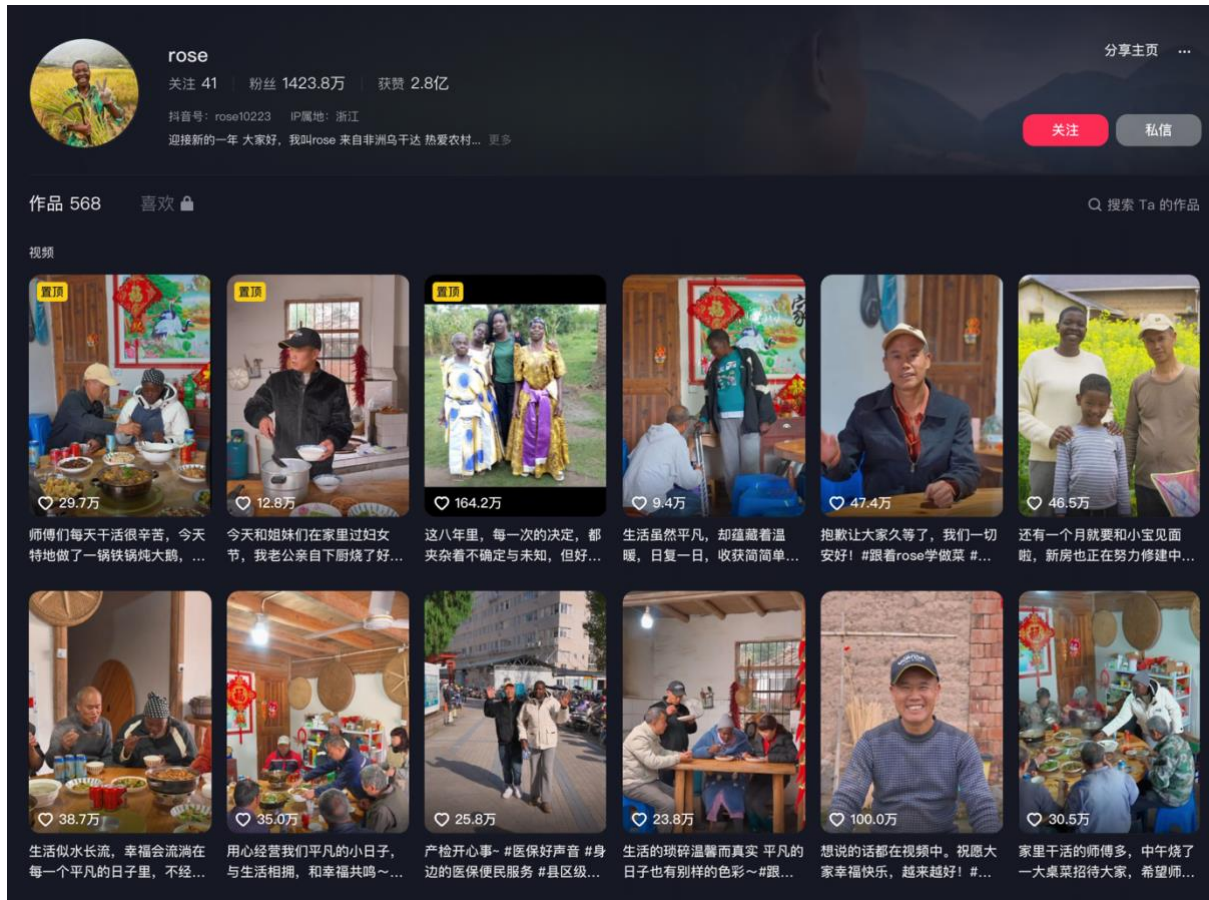 rose
分享主页 ...
关注 41 粉丝 1423.8万 获赞 2.8亿
抖音号：rose10223 IP属地：浙江
迎接新的一年 大家好，我叫rose 来自非洲乌干达 热爱农村... 更多
关注 私信
作品 568 喜欢
搜索 Ta 的作品
视频
置顶
29.7万
师傅们每天干活很辛苦，今天
特地做了一锅铁锅炖大鹅，...
置顶
12.8万
今天和姐妹们在家里过妇女
节，我老公亲自下厨烧了好...
置顶
164.2万
这八年里，每一次的决定，都
夹杂着不确定与未知，但好...
9.4万
生活虽然平凡，却蕴藏着温
暖，日复一日，收获简简单...
47.4万
抱歉让大家久等了，我们一切
安好！#跟着rose学做菜 #...
46.5万
还有一个月就要和小宝见面
啦，新房也正在努力修建中...
38.7万
生活似水长流，幸福会流淌在
每一个平凡的日子里，不经...
35.0万
用心经营我们平凡的小日子，
与生活相拥，和幸福共鸣～...
25.8万
产检开心事~ #医保好声音 #身
边的医保便民服务 #县区级...
23.8万
生活的琐碎温馨而真实 平凡的
日子也有别样的色彩～#跟...
100.0万
想说的话都在视频中。祝愿大
家幸福快乐，越来越好！#...
30.5万
家里干活的师傅多，中午烧了
一大桌菜招待大家，希望师...